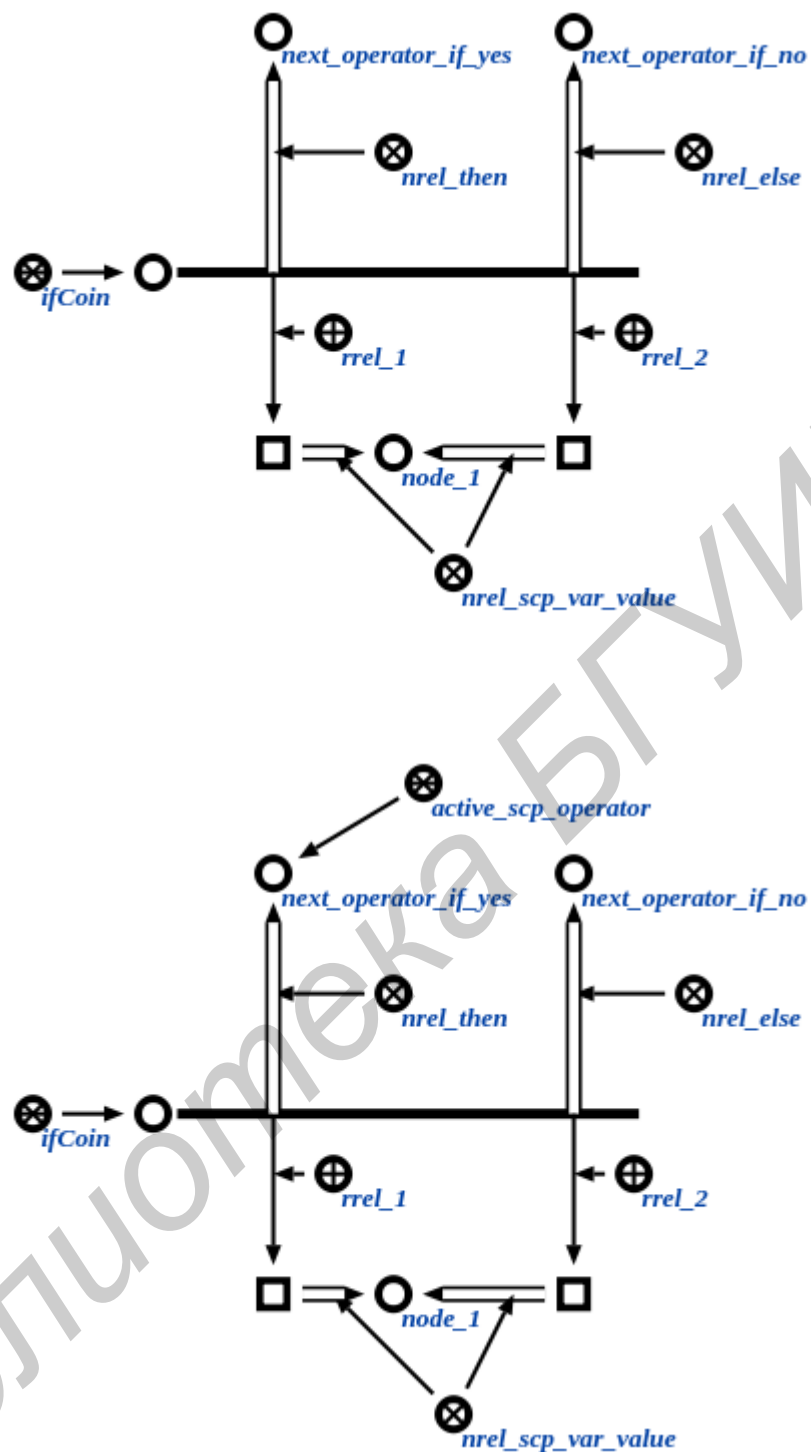 next_operator_if_yes next_operator_if_no
nrel_then nrel_else
ifCoin
rrel_1 rrel_2
node_1
nrel_scp_var_value
active_scp_operator
next_operator_if_yes next_operator_if_no
nrel_then nrel_else
ifCoin
rrel_1 rrel_2
node_1
nrel_scp_var_value